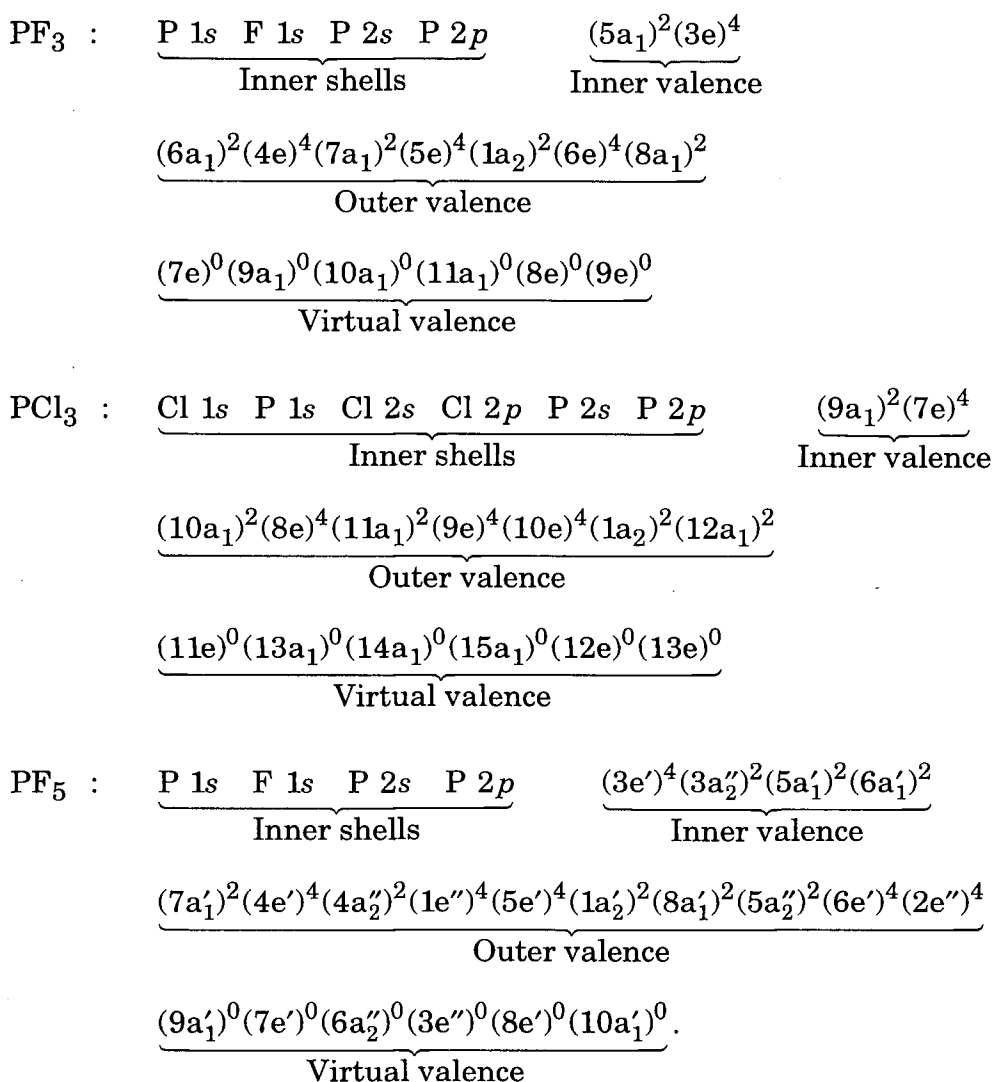 PF₃ : P 1s F 1s P 2s P 2p (5a₁)²(3e)⁴
Inner shells Inner valence
(6a₁)²(4e)⁴(7a₁)²(5e)⁴(1a₂)²(6e)⁴(8a₁)²
Outer valence
(7e)⁰(9a₁)⁰(10a₁)⁰(11a₁)⁰(8e)⁰(9e)⁰
Virtual valence
PCl₃ : Cl 1s P 1s Cl 2s Cl 2p P 2s P 2p (9a₁)²(7e)⁴
Inner shells Inner valence
(10a₁)²(8e)⁴(11a₁)²(9e)⁴(10e)⁴(1a₂)²(12a₁)²
Outer valence
(11e)⁰(13a₁)⁰(14a₁)⁰(15a₁)⁰(12e)⁰(13e)⁰
Virtual valence
PF₅ : P 1s F 1s P 2s P 2p (3e′)⁴(3a₂″)²(5a₁′)²(6a₁′)²
Inner shells Inner valence
(7a₁′)²(4e′)⁴(4a₂″)²(1e″)⁴(5e′)⁴(1a₂′)²(8a₁′)²(5a₂″)²(6e′)⁴(2e″)⁴
Outer valence
(9a₁′)⁰(7e′)⁰(6a₂″)⁰(3e″)⁰(8e′)⁰(10a₁′)⁰.
Virtual valence